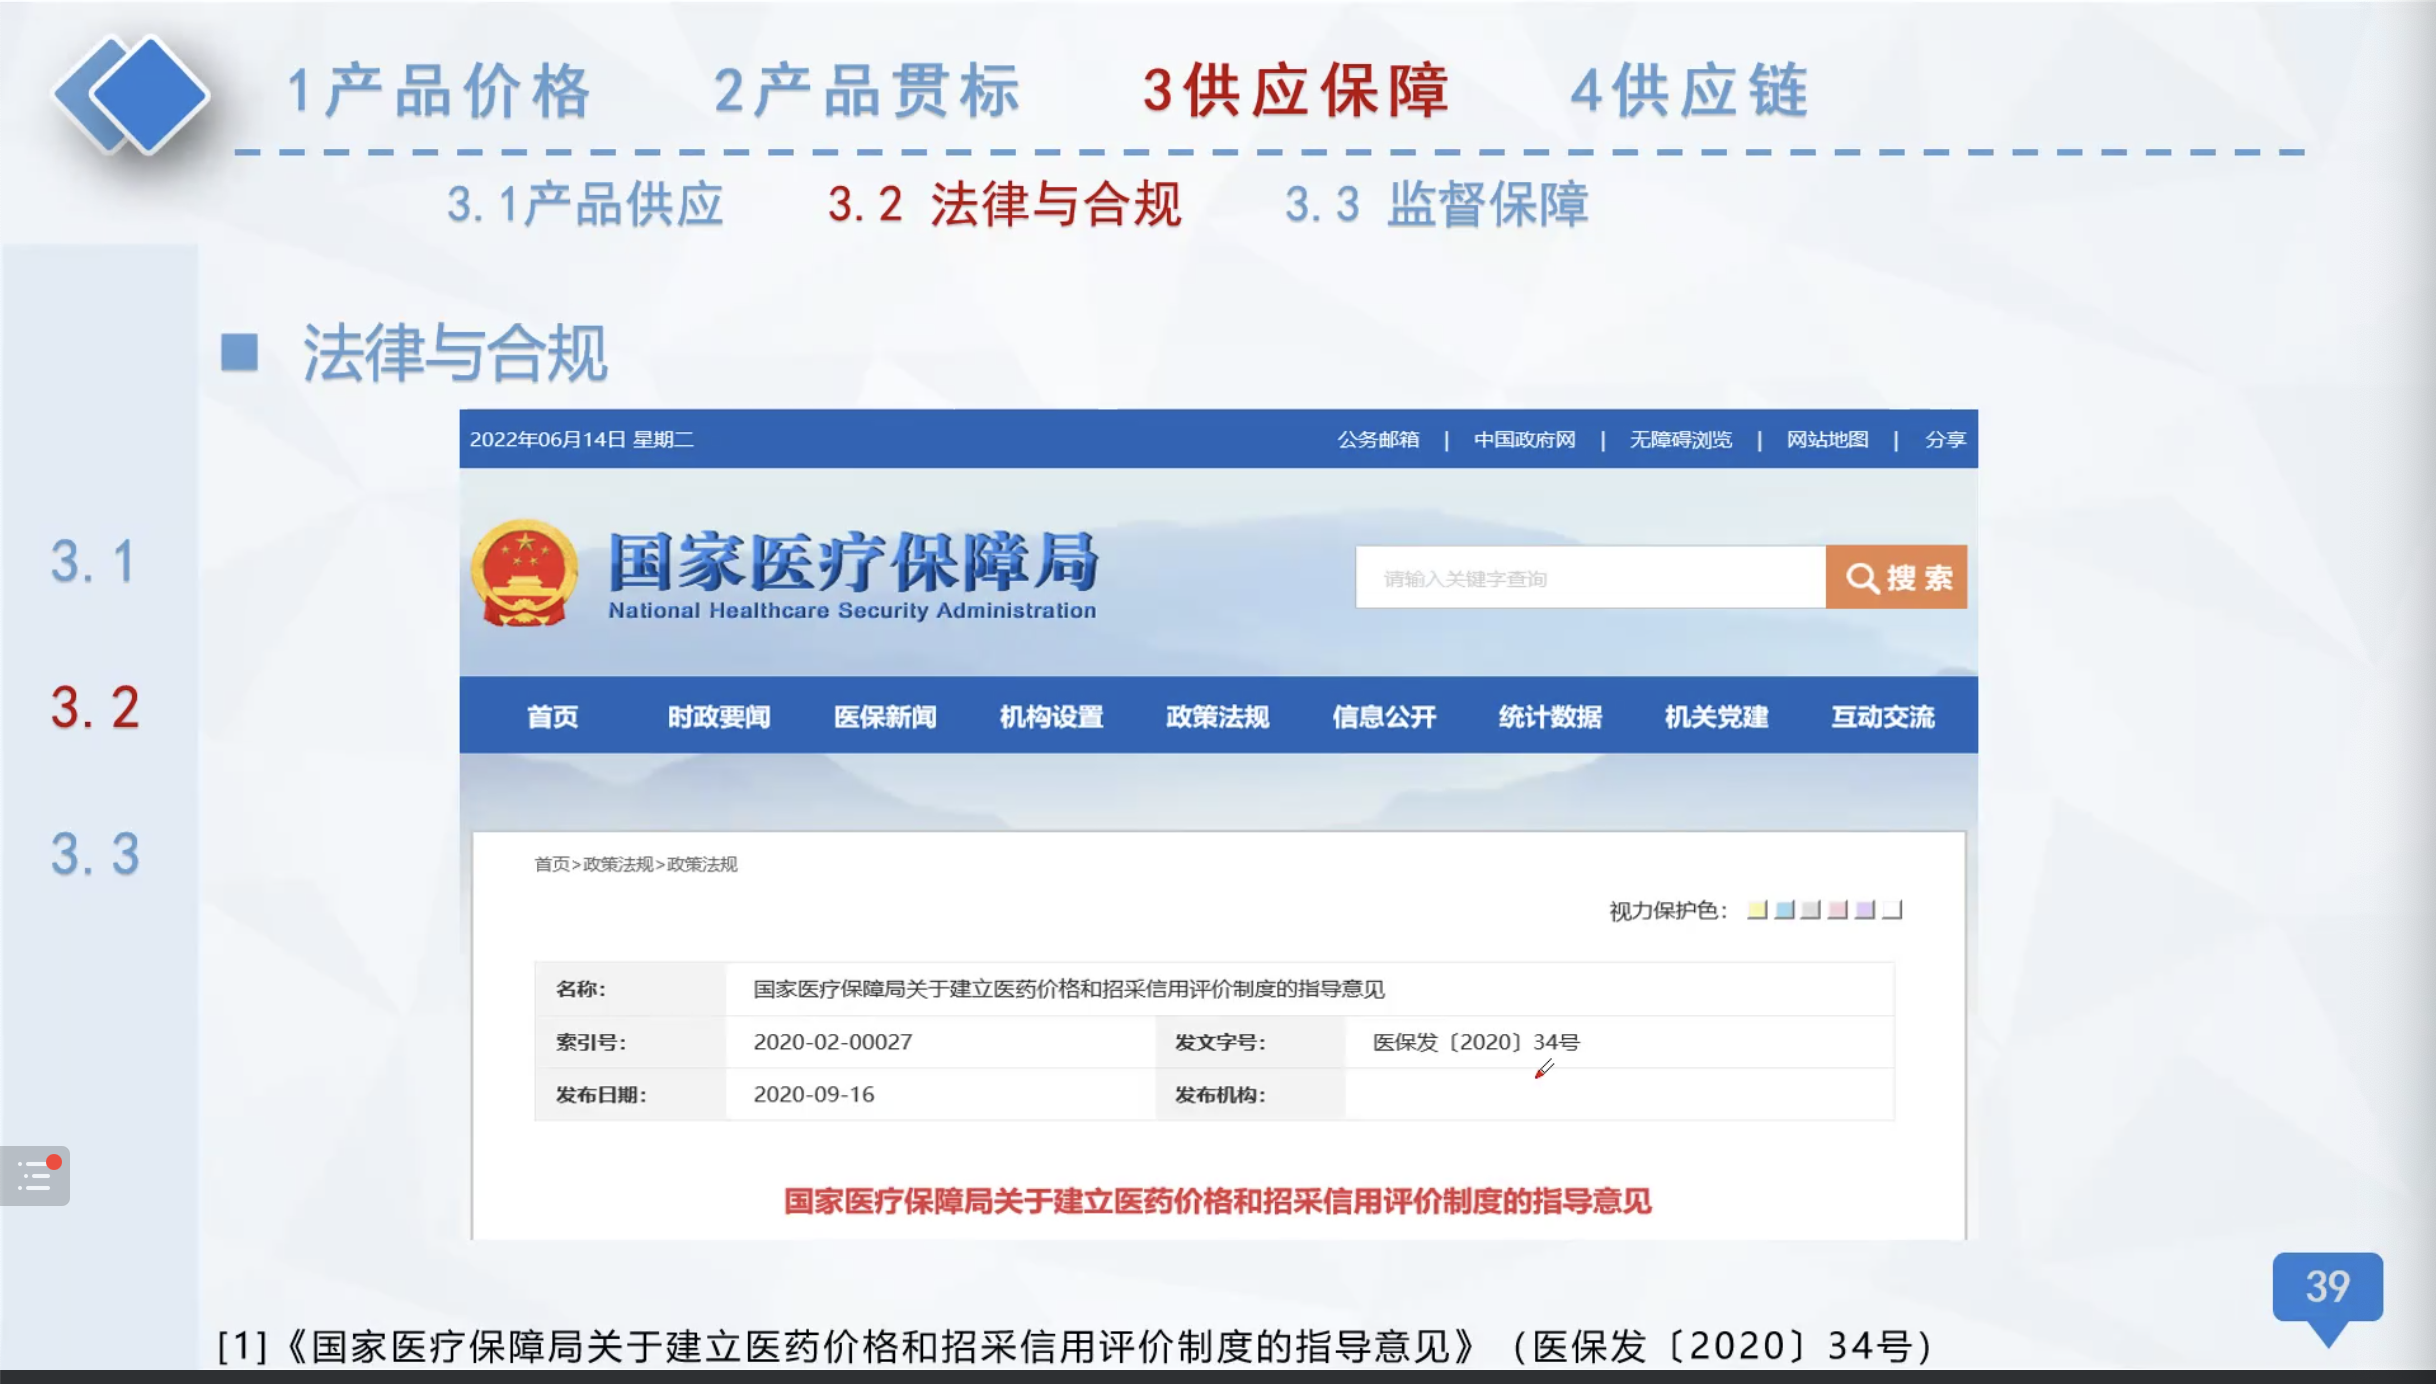 1产品价格 2产品贯标 3供应保障 4供应链
3.1产品供应 3.2 法律与合规 3.3 监督保障
法律与合规
3.1
3.2
3.3
2022年06月14日 星期二 公务邮箱 | 中国政府网 | 无障碍浏览 | 网站地图 | 分享
国家医疗保障局
National Healthcare Security Administration
请输入关键字查询 搜 索
首页 时政要闻 医保新闻 机构设置 政策法规 信息公开 统计数据 机关党建 互动交流
首页>政策法规>政策法规
视力保护色：
名称： 国家医疗保障局关于建立医药价格和招采信用评价制度的指导意见
索引号： 2020-02-00027 发文字号： 医保发〔2020〕34号
发布日期： 2020-09-16 发布机构：
国家医疗保障局关于建立医药价格和招采信用评价制度的指导意见
39
[1]《国家医疗保障局关于建立医药价格和招采信用评价制度的指导意见》（医保发〔2020〕34号）